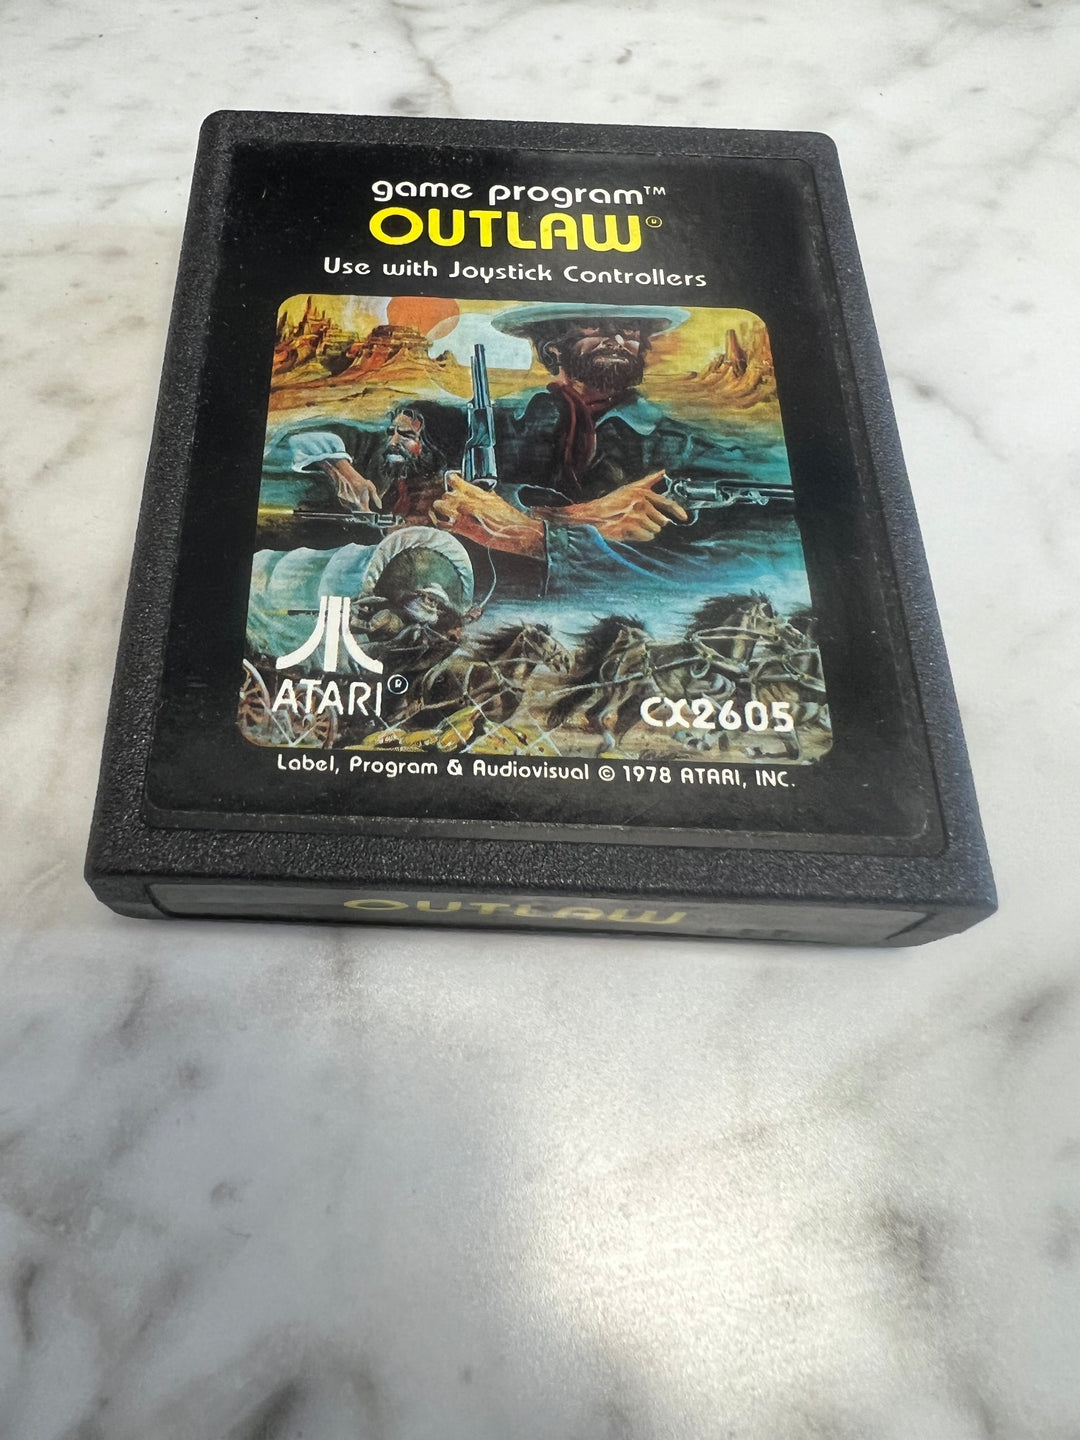 game program™
OUTLAW®
Use with Joystick Controllers
ATARI®
CX2605
Label, Program & Audiovisual © 1978 ATARI, INC.
OUTLAW